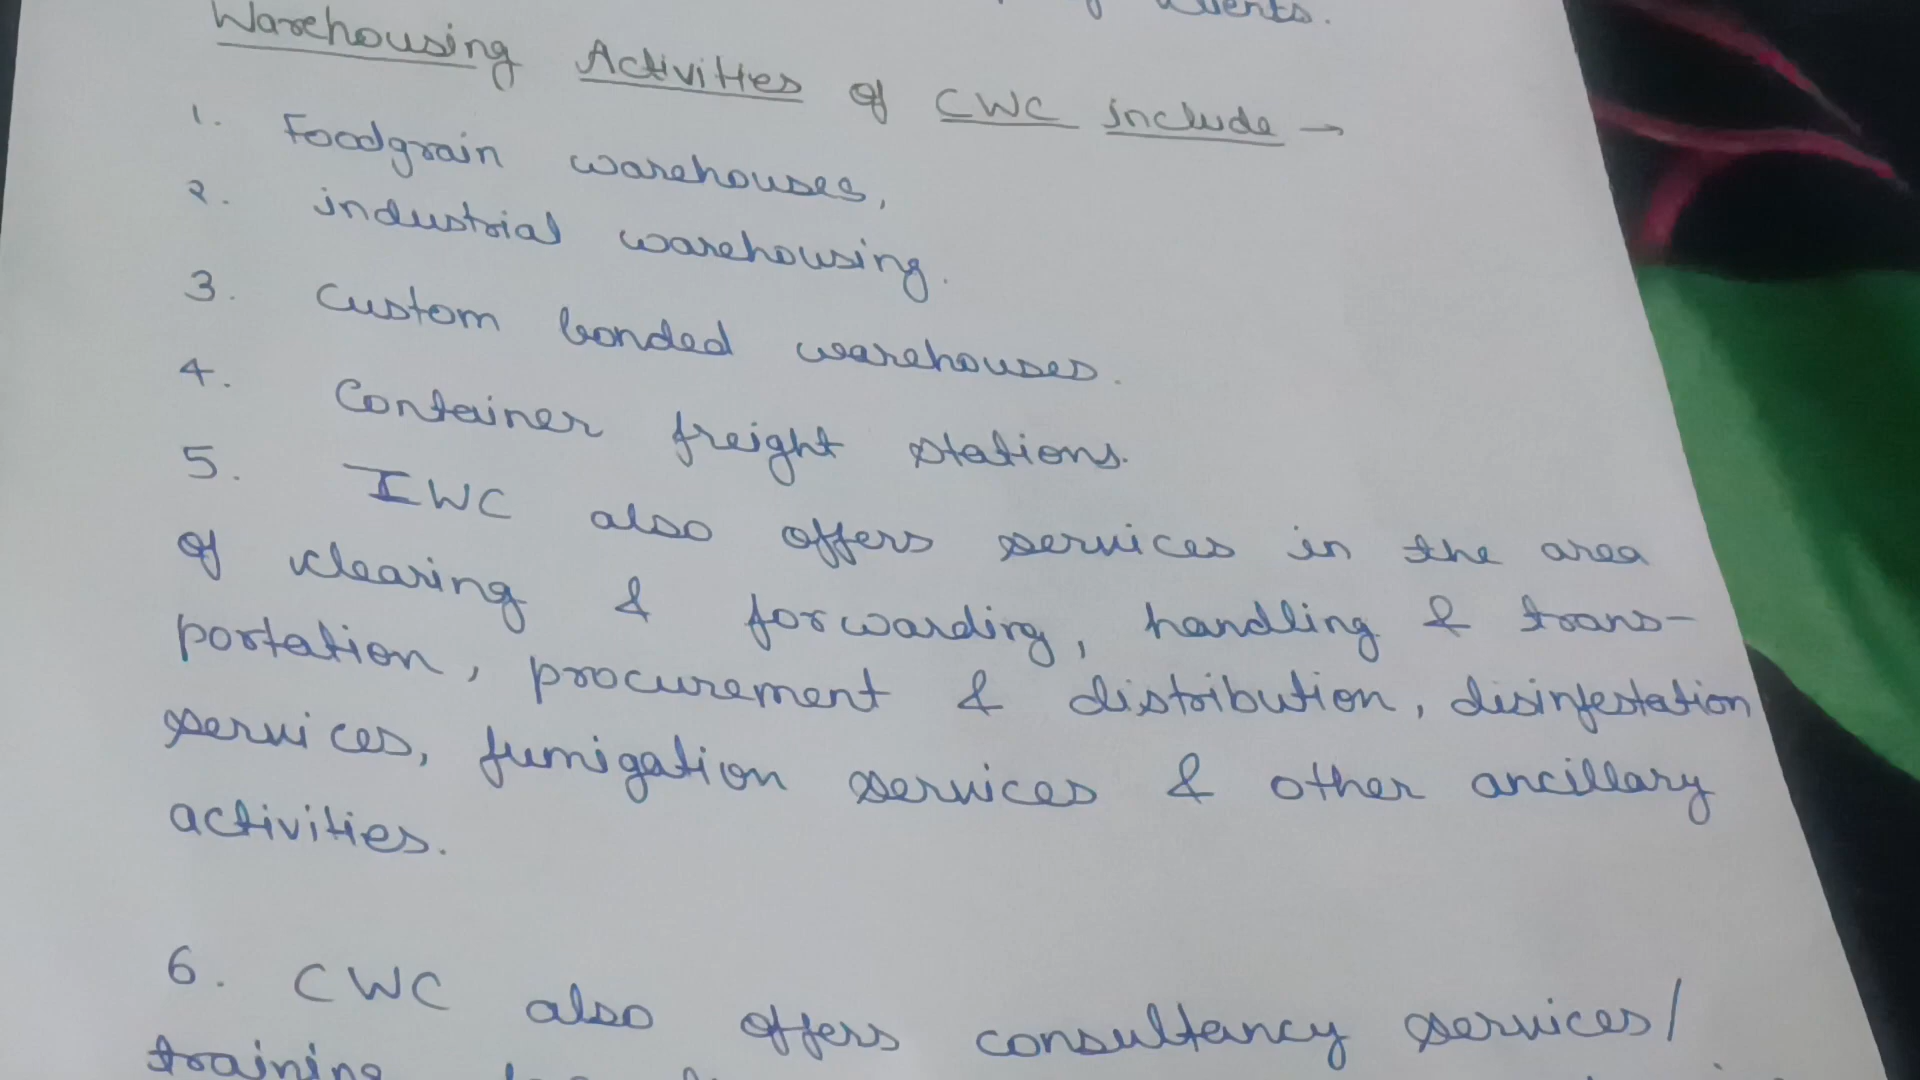 Warehousing Activities of CWC include →
1. Foodgrain warehouses,
2. industrial warehousing.
3. Custom bonded warehouses.
4. Container freight stations.
5. IWC also offers services in the area
of clearing & forwarding, handling & trans-
portation, procurement & distribution, disinfestation
services, fumigation services & other ancillary
activities.
6. CWC also offers consultancy services/
training